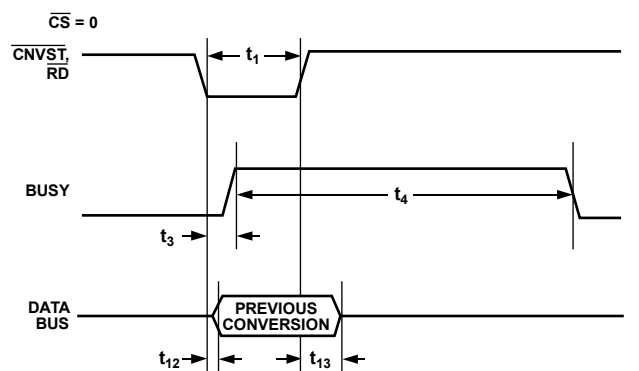 CS = 0
CNVST,
RD
t1
BUSY
t4
t3
DATA
BUS
PREVIOUS
CONVERSION
t12
t13